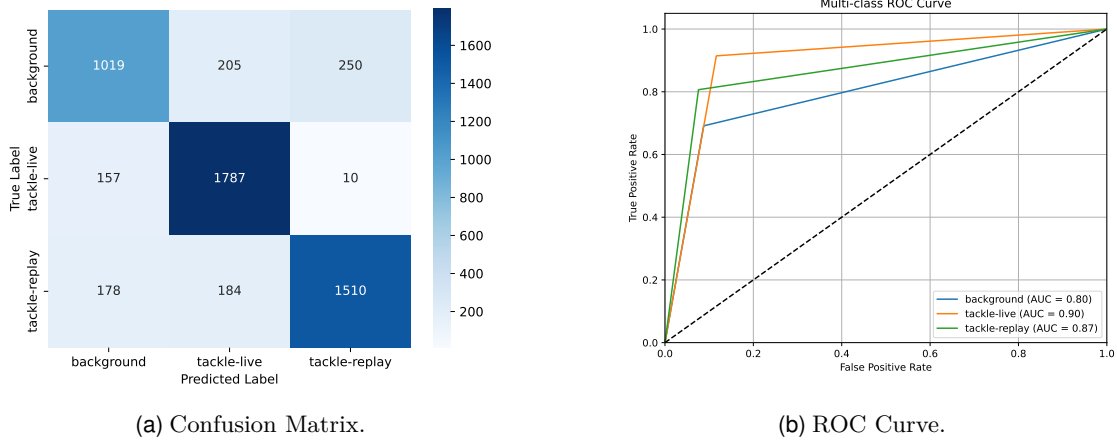 background
tackle-live
tackle-replay
True Label
1019 205 250
157 1787 10
178 184 1510
background tackle-live tackle-replay
Predicted Label
1600
1400
1200
1000
800
600
400
200
(a) Confusion Matrix.
Multi-class ROC Curve
1.0
0.8
0.6
0.4
0.2
0.0
True Positive Rate
background (AUC = 0.80)
tackle-live (AUC = 0.90)
tackle-replay (AUC = 0.87)
0.0 0.2 0.4 0.6 0.8 1.0
False Positive Rate
(b) ROC Curve.